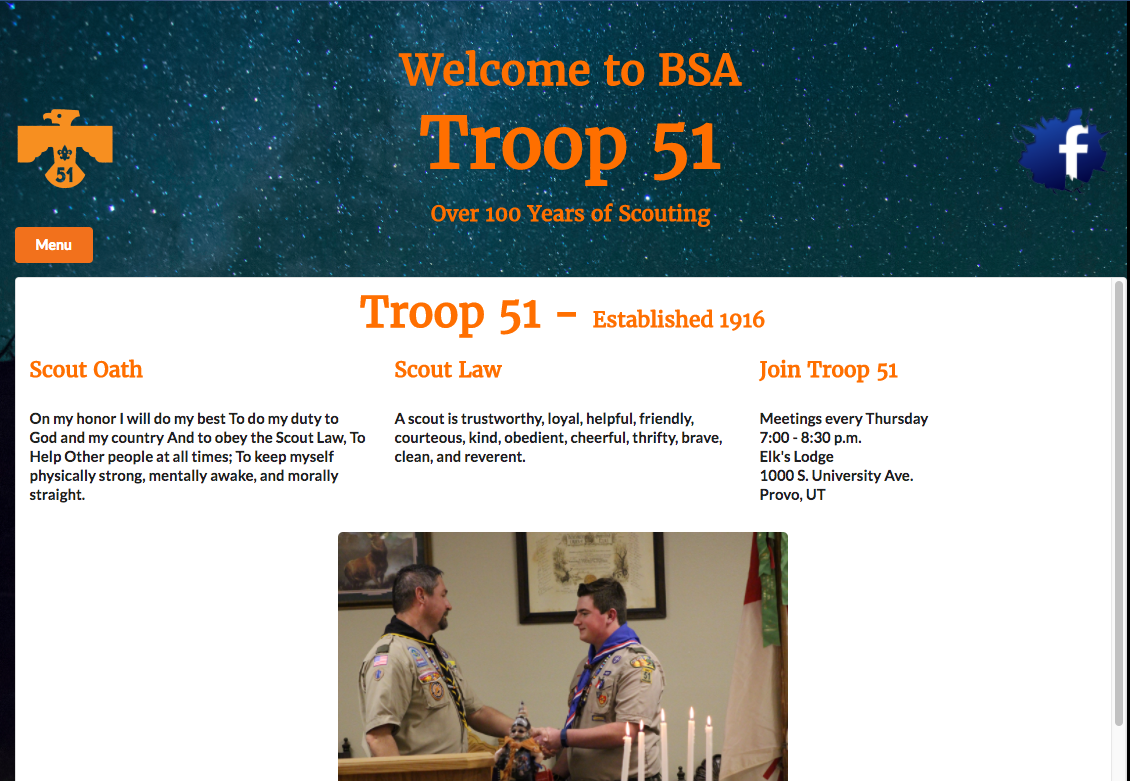 Welcome to BSA
Troop 51
51
f
Over 100 Years of Scouting
Menu
Troop 51 - Established 1916
Scout Oath
On my honor I will do my best To do my duty to
God and my country And to obey the Scout Law, To
Help Other people at all times; To keep myself
physically strong, mentally awake, and morally
straight.
Scout Law
A scout is trustworthy, loyal, helpful, friendly,
courteous, kind, obedient, cheerful, thrifty, brave,
clean, and reverent.
Join Troop 51
Meetings every Thursday
7:00 - 8:30 p.m.
Elk's Lodge
1000 S. University Ave.
Provo, UT
51